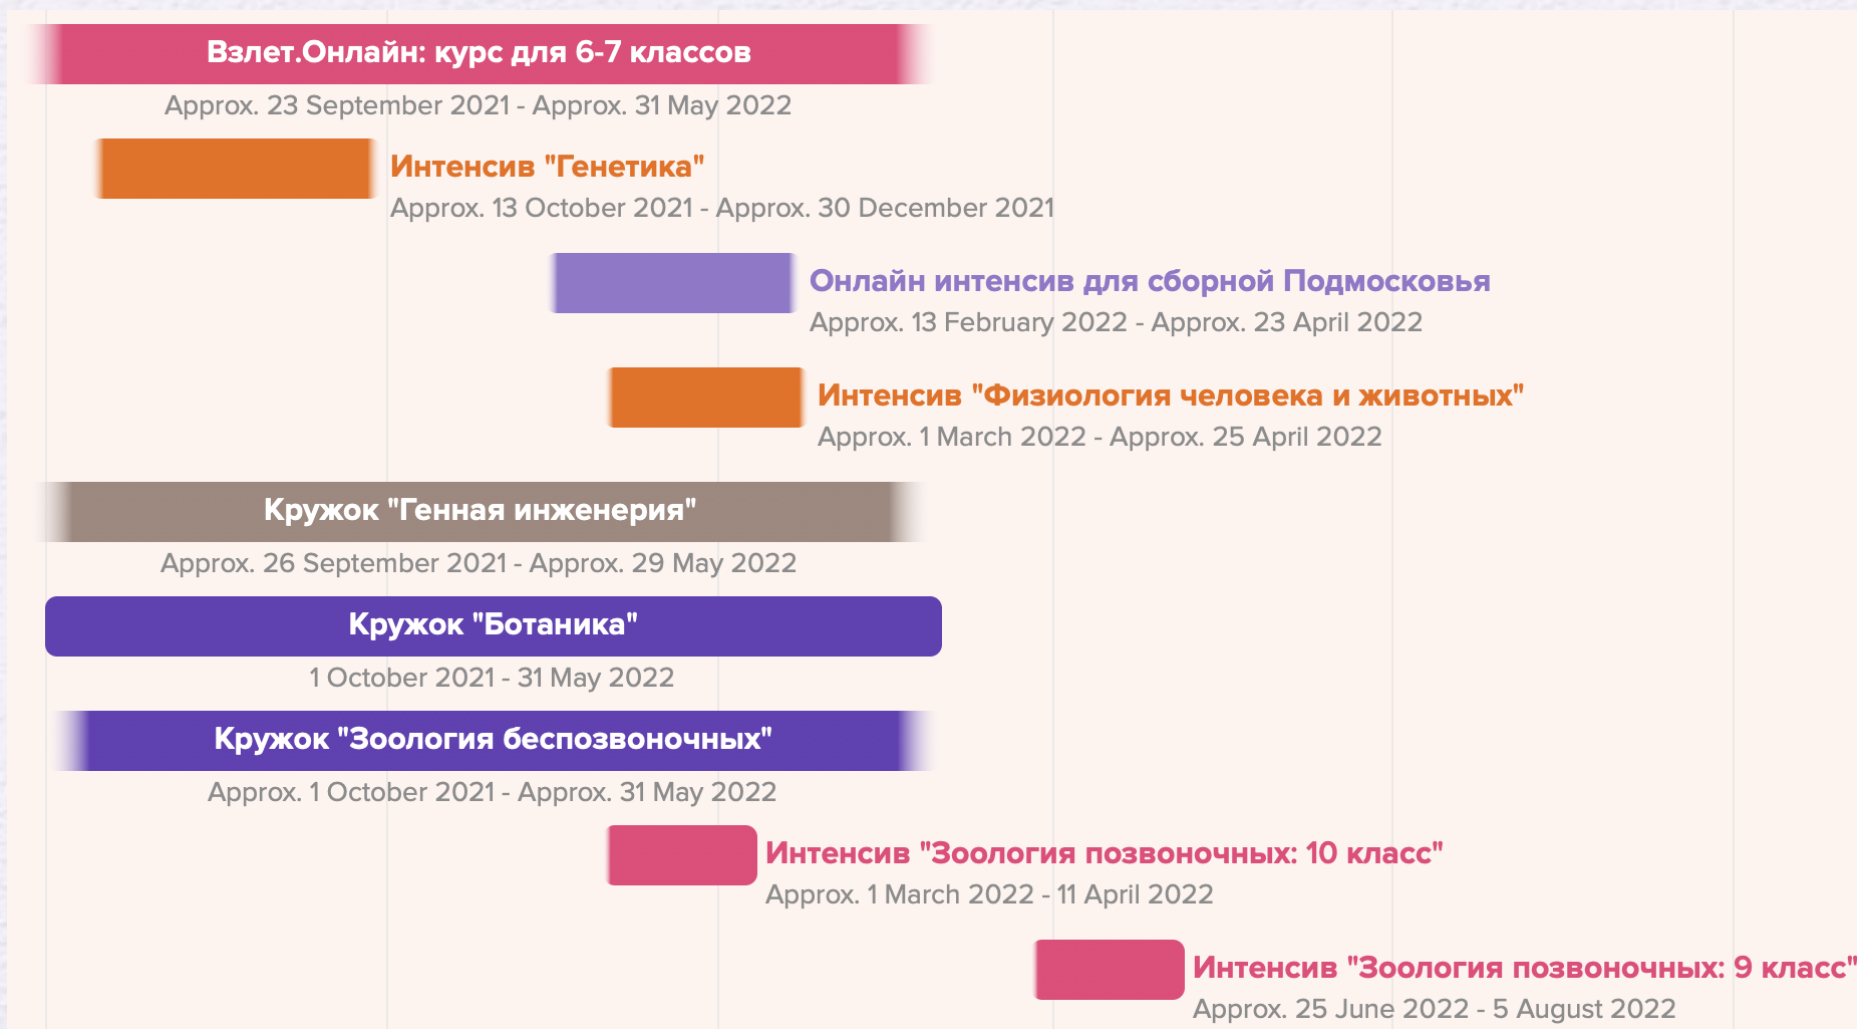 Взлет.Онлайн: курс для 6-7 классов
Approx. 23 September 2021 - Approx. 31 May 2022
Интенсив "Генетика"
Approx. 13 October 2021 - Approx. 30 December 2021
Онлайн интенсив для сборной Подмосковья
Approx. 13 February 2022 - Approx. 23 April 2022
Интенсив "Физиология человека и животных"
Approx. 1 March 2022 - Approx. 25 April 2022
Кружок "Генная инженерия"
Approx. 26 September 2021 - Approx. 29 May 2022
Кружок "Ботаника"
1 October 2021 - 31 May 2022
Кружок "Зоология беспозвоночных"
Approx. 1 October 2021 - Approx. 31 May 2022
Интенсив "Зоология позвоночных: 10 класс"
Approx. 1 March 2022 - 11 April 2022
Интенсив "Зоология позвоночных: 9 класс"
Approx. 25 June 2022 - 5 August 2022